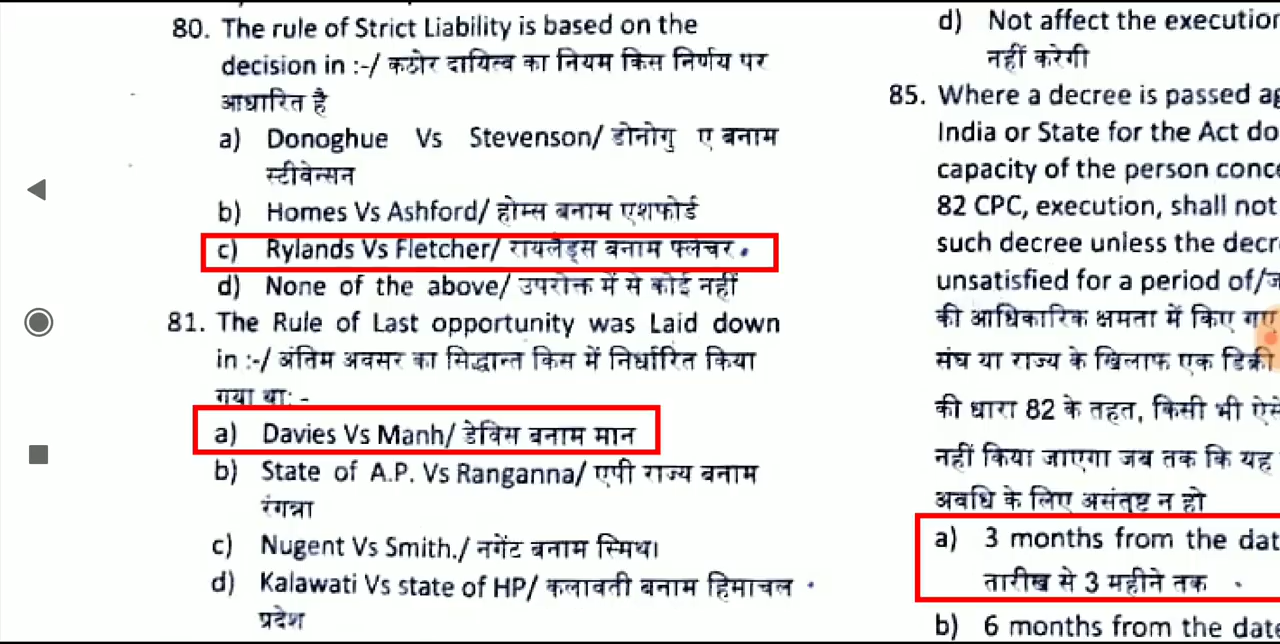 80. The rule of Strict Liability is based on the
decision in :-/ कठोर दायित्व का नियम किस निर्णय पर
आधारित है
a) Donoghue Vs Stevenson/ डोनोगु ए बनाम
स्टीवेन्सन
b) Homes Vs Ashford/ होम्स बनाम एशफोर्ड
c) Rylands Vs Fletcher/ रायलेंड्स बनाम फ्लेचर
d) None of the above/ उपरोक्त में से कोई नहीं
81. The Rule of Last opportunity was Laid down
in :-/ अंतिम अवसर का सिद्धान्त किस में निर्धारित किया
गया था: -
a) Davies Vs Manh/ डेविस बनाम मान
b) State of A.P. Vs Ranganna/ एपी राज्य बनाम
रंगन्ना
c) Nugent Vs Smith./ नगेंट बनाम स्मिथ।
d) Kalawati Vs state of HP/ कलावती बनाम हिमाचल
प्रदेश
d) Not affect the execution
नहीं करेगी
85. Where a decree is passed
India or State for the Act do
capacity of the person
82 CPC, execution, shall not
such decree unless the
unsatisfied for a period of/
की आधिकारिक क्षमता में किए गए
संघ या राज्य के खिलाफ एक डिक्री
की धारा 82 के तहत, किसी भी ऐसे
नहीं किया जाएगा जब तक कि यह
अवधि के लिए असंतुष्ट न हो
a) 3 months from the
तारीख से 3 महीने तक
b) 6 months from the date